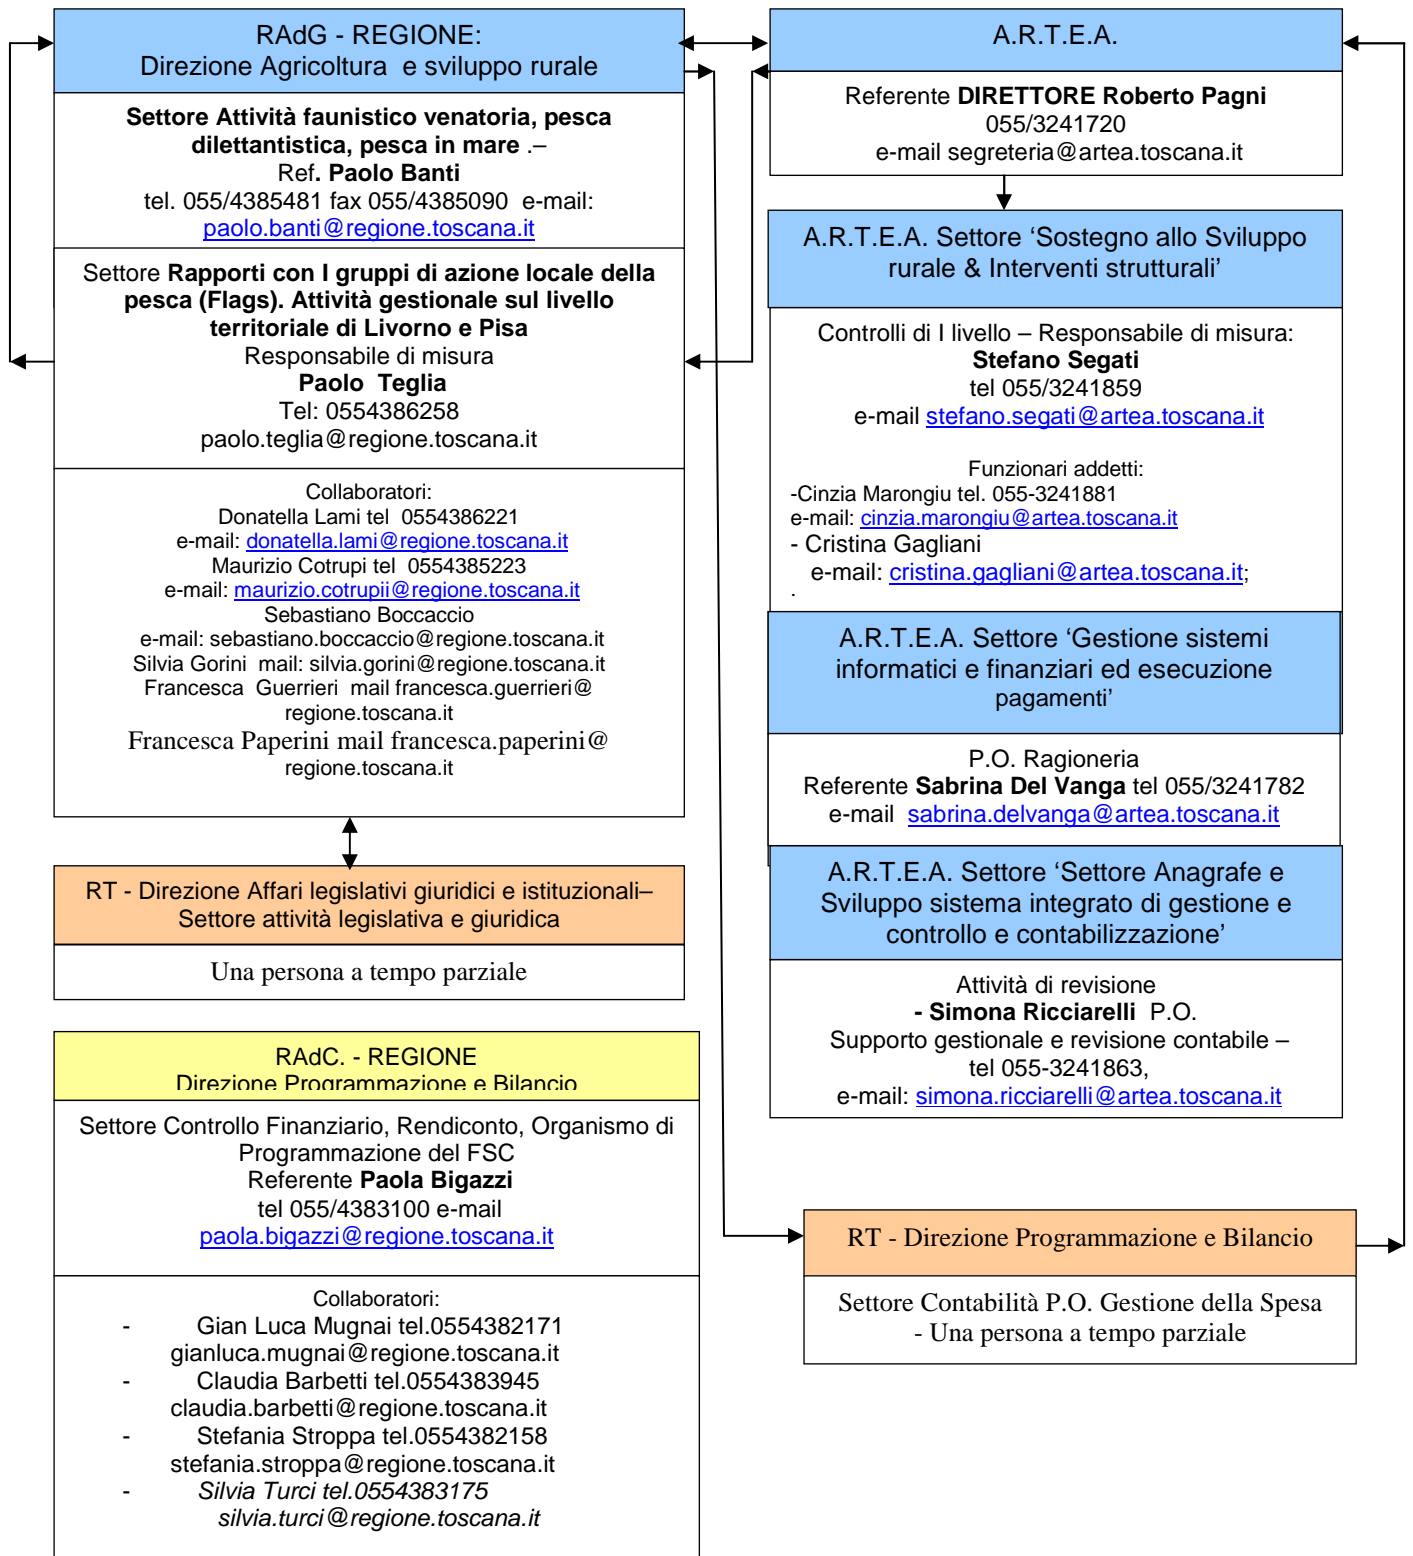 RAdG - REGIONE:
Direzione Agricoltura e sviluppo rurale
Settore Attività faunistico venatoria, pesca
dilettantistica, pesca in mare .–
Ref. Paolo Banti
tel. 055/4385481 fax 055/4385090 e-mail:
paolo.banti@regione.toscana.it
Settore Rapporti con I gruppi di azione locale della
pesca (Flags). Attività gestionale sul livello
territoriale di Livorno e Pisa
Responsabile di misura
Paolo Teglia
Tel: 0554386258
paolo.teglia@regione.toscana.it
Collaboratori:
Donatella Lami tel 0554386221
e-mail: donatella.lami@regione.toscana.it
Maurizio Cotrupi tel 0554385223
e-mail: maurizio.cotrupii@regione.toscana.it
Sebastiano Boccaccio
e-mail: sebastiano.boccaccio@regione.toscana.it
Silvia Gorini mail: silvia.gorini@regione.toscana.it
Francesca Guerrieri mail francesca.guerrieri@
regione.toscana.it
Francesca Paperini mail francesca.paperini@
regione.toscana.it
RT - Direzione Affari legislativi giuridici e istituzionali–
Settore attività legislativa e giuridica
Una persona a tempo parziale
RAdC. - REGIONE
Direzione Programmazione e Bilancio
Settore Controllo Finanziario, Rendiconto, Organismo di
Programmazione del FSC
Referente Paola Bigazzi
tel 055/4383100 e-mail
paola.bigazzi@regione.toscana.it
Collaboratori:
- Gian Luca Mugnai tel.0554382171
gianluca.mugnai@regione.toscana.it
- Claudia Barbetti tel.0554383945
claudia.barbetti@regione.toscana.it
- Stefania Stroppa tel.0554382158
stefania.stroppa@regione.toscana.it
- Silvia Turci tel.0554383175
silvia.turci@regione.toscana.it
A.R.T.E.A.
Referente DIRETTORE Roberto Pagni
055/3241720
e-mail segreteria@artea.toscana.it
A.R.T.E.A. Settore ‘Sostegno allo Sviluppo
rurale & Interventi strutturali’
Controlli di I livello – Responsabile di misura:
Stefano Segati
tel 055/3241859
e-mail stefano.segati@artea.toscana.it
Funzionari addetti:
-Cinzia Marongiu tel. 055-3241881
e-mail: cinzia.marongiu@artea.toscana.it
- Cristina Gagliani
e-mail: cristina.gagliani@artea.toscana.it;
.
A.R.T.E.A. Settore ‘Gestione sistemi
informatici e finanziari ed esecuzione
pagamenti’
P.O. Ragioneria
Referente Sabrina Del Vanga tel 055/3241782
e-mail sabrina.delvanga@artea.toscana.it
A.R.T.E.A. Settore ‘Settore Anagrafe e
Sviluppo sistema integrato di gestione e
controllo e contabilizzazione’
Attività di revisione
- Simona Ricciarelli P.O.
Supporto gestionale e revisione contabile –
tel 055-3241863,
e-mail: simona.ricciarelli@artea.toscana.it
RT - Direzione Programmazione e Bilancio
Settore Contabilità P.O. Gestione della Spesa
- Una persona a tempo parziale